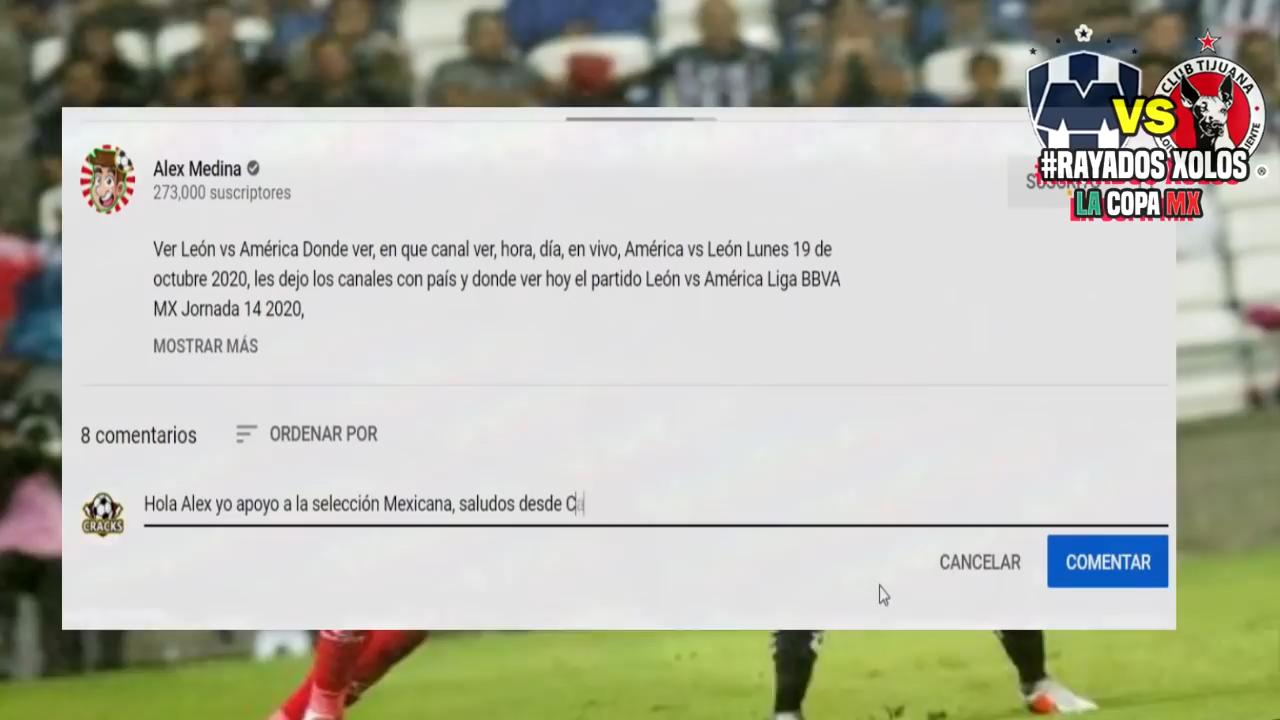 VS
CLUB TIJUANA
#RAYADOS XOLOS
LA COPA MX
Alex Medina
273,000 suscriptores
Ver León vs América Donde ver, en que canal ver, hora, día, en vivo, América vs León Lunes 19 de
octubre 2020, les dejo los canales con país y donde ver hoy el partido León vs América Liga BBVA
MX Jornada 14 2020,
MOSTRAR MÁS
8 comentarios
ORDENAR POR
Hola Alex yo apoyo a la selección Mexicana, saludos desde Ca
CRACKS
CANCELAR
COMENTAR